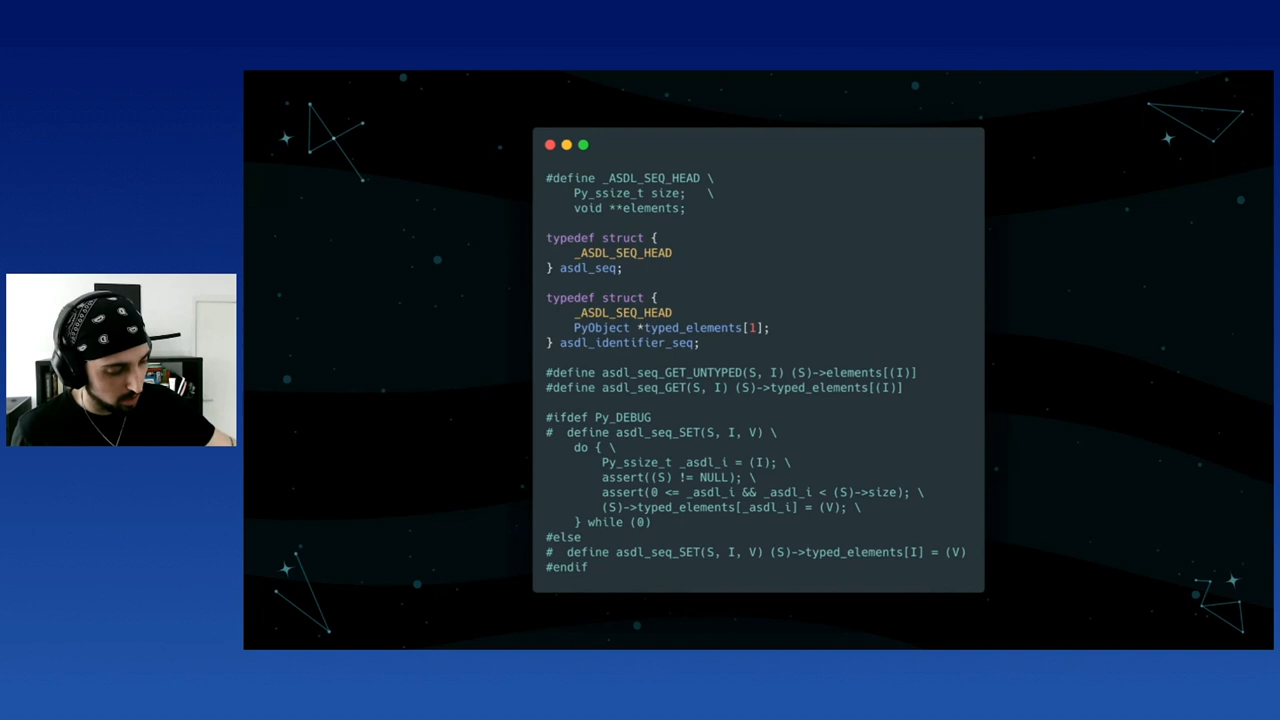 #define _ASDL_SEQ_HEAD \
    Py_ssize_t size;   \
    void **elements;

typedef struct {
    _ASDL_SEQ_HEAD
} asdl_seq;

typedef struct {
    _ASDL_SEQ_HEAD
    PyObject *typed_elements[1];
} asdl_identifier_seq;

#define asdl_seq_GET_UNTYPED(S, I) (S)->elements[(I)]
#define asdl_seq_GET(S, I) (S)->typed_elements[(I)]

#ifdef Py_DEBUG
#  define asdl_seq_SET(S, I, V) \
    do { \
        Py_ssize_t _asdl_i = (I); \
        assert((S) != NULL); \
        assert(0 <= _asdl_i && _asdl_i < (S)->size); \
        (S)->typed_elements[_asdl_i] = (V); \
    } while (0)
#else
#  define asdl_seq_SET(S, I, V) (S)->typed_elements[I] = (V)
#endif